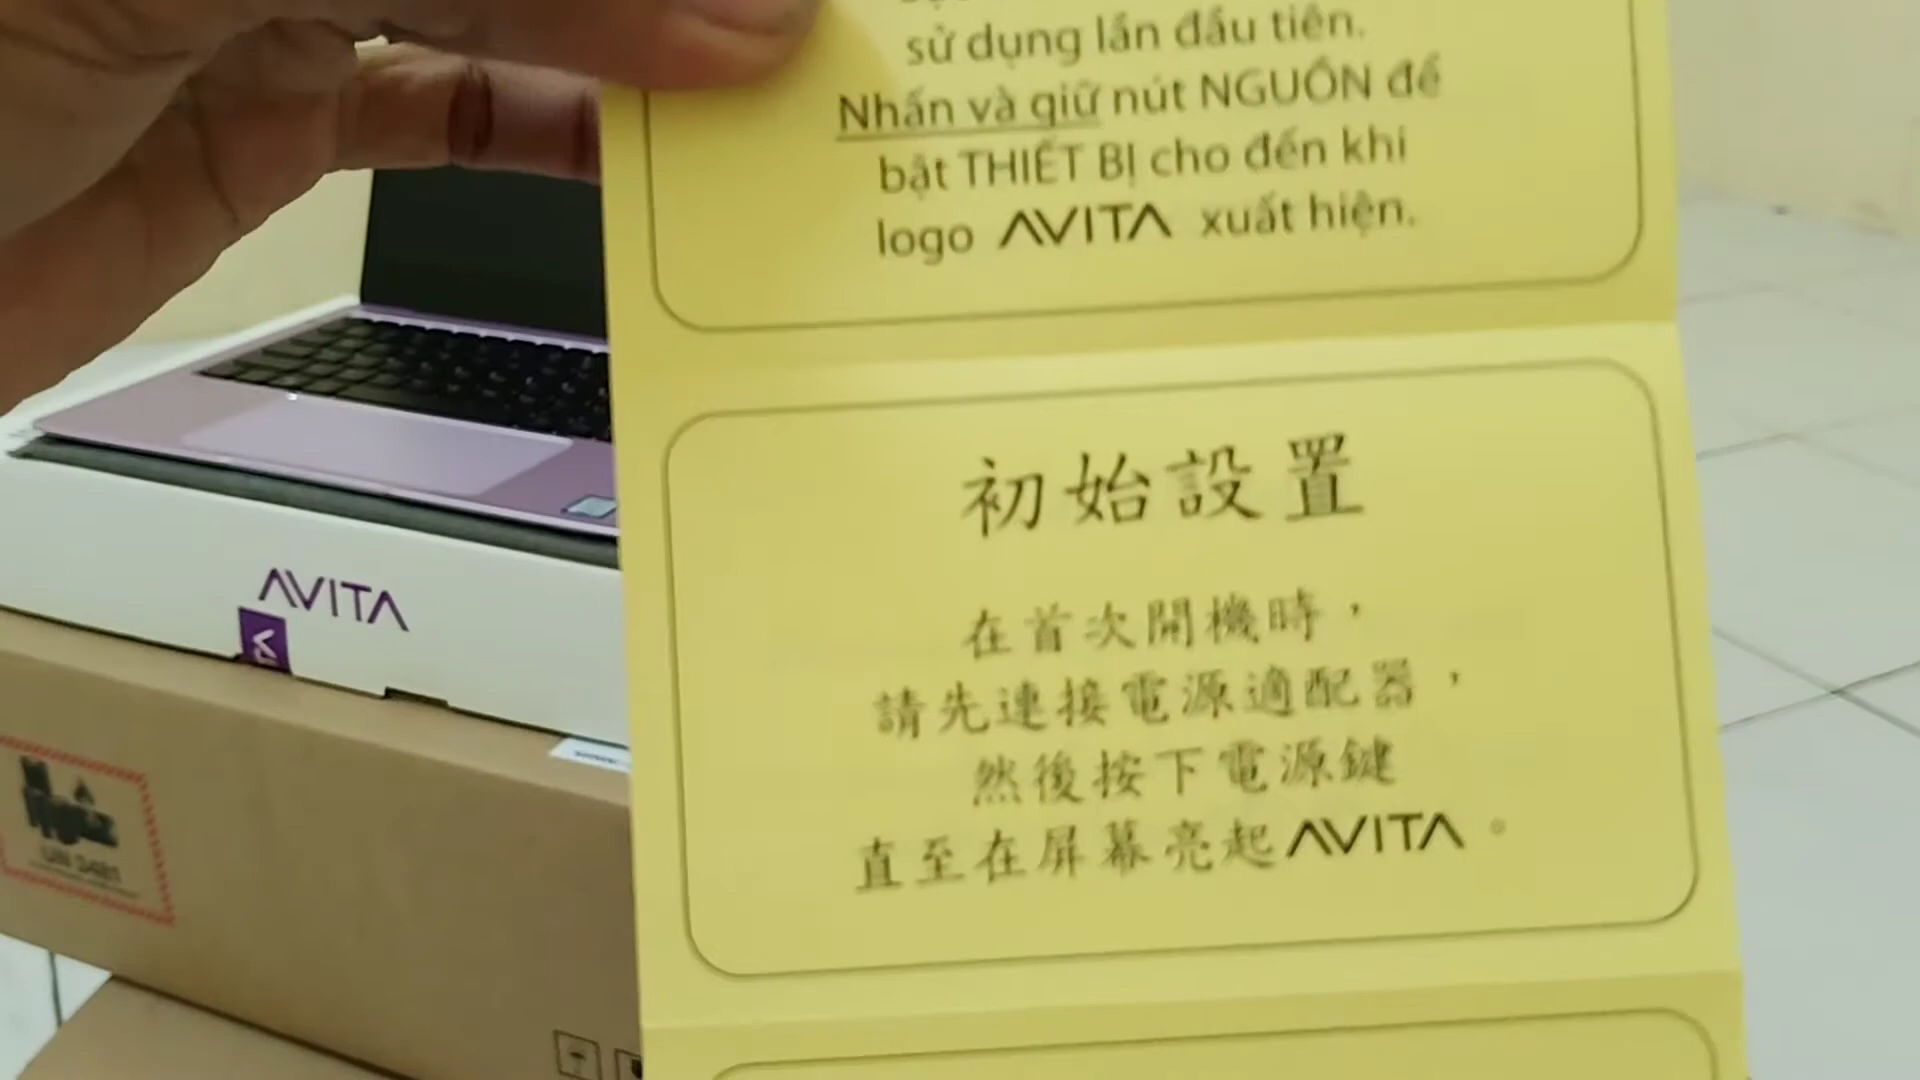 sử dụng lần đầu tiên.
Nhấn và giữ nút NGUỒN để
bật THIẾT BỊ cho đến khi
logo AVITA xuất hiện.
初始設置
在首次開機時，
請先連接電源適配器，
然後按下電源鍵
直至在屏幕亮起AVITA。
AVITA